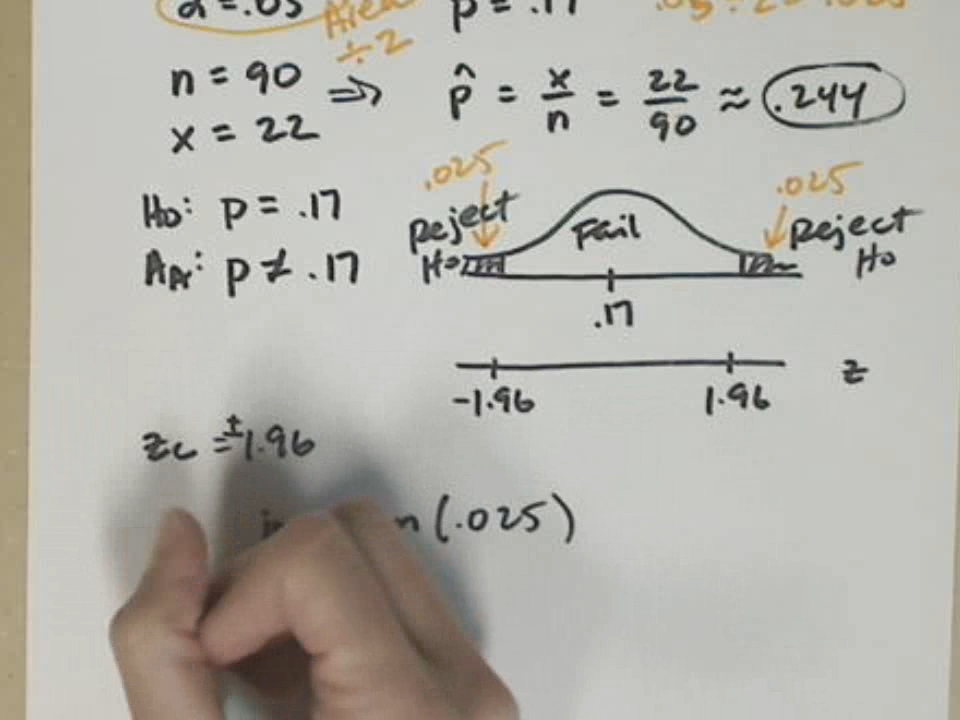 α = .05 Area p = .17
÷2
n = 90 ⇒ p̂ = x/n = 22/90 ≈ .244
x = 22
.025 .025
Ho: p = .17 Reject Fail Reject
HA: p ≠ .17 Ho Ho
.17
-1.96 1.96 z
zc = ±1.96
(.025)